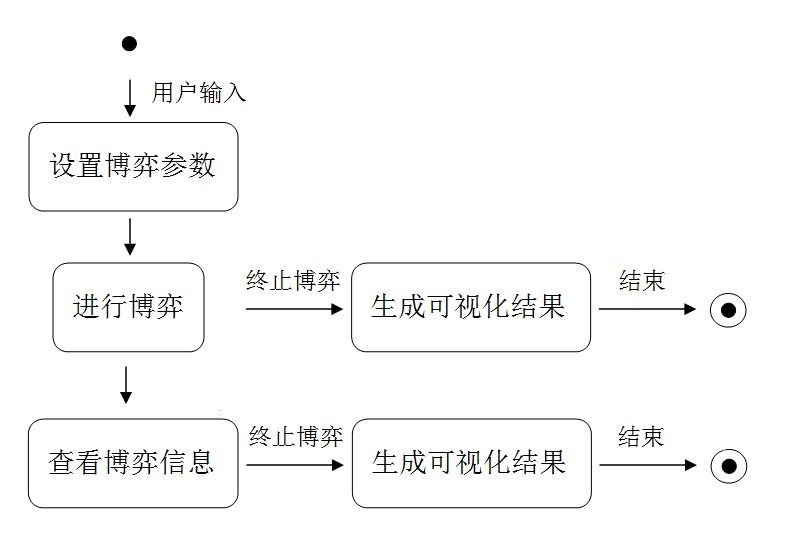 用户输入
设置博弈参数
终止博弈
结束
进行博弈
生成可视化结果
终止博弈
结束
查看博弈信息
生成可视化结果